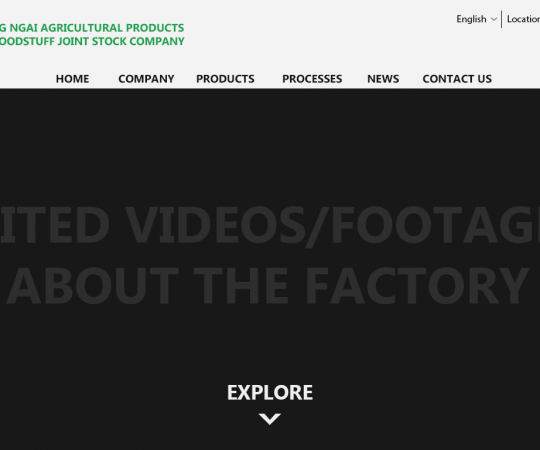 G NGAI AGRICULTURAL PRODUCTS
OODSTUFF JOINT STOCK COMPANY
English
Location
HOME COMPANY PRODUCTS PROCESSES NEWS CONTACT US
ITED VIDEOS/FOOTAG
ABOUT THE FACTORY
EXPLORE